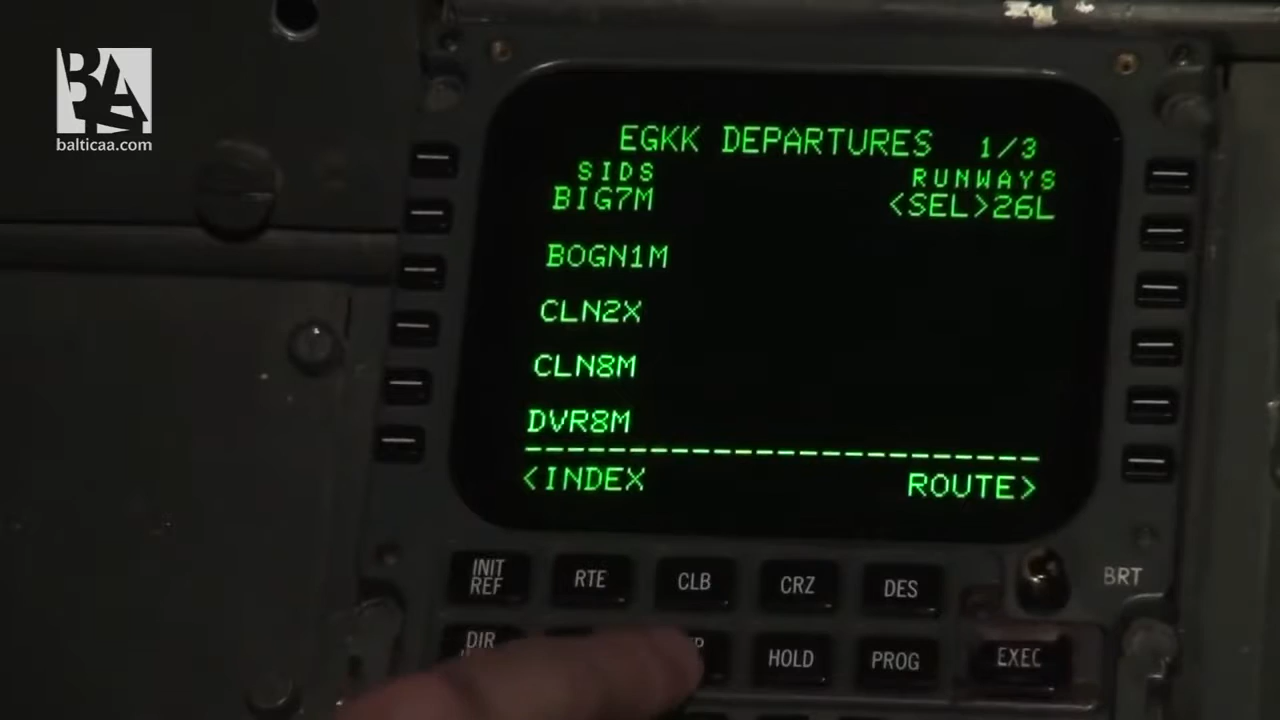 BA
balticaa.com
EGKK DEPARTURES 1/3
SIDS RUNWAYS
BIG7M <SEL>26L
BOGN1M
CLN2X
CLN8M
DVR8M
------------------------
<INDEX ROUTE>
INIT REF RTE CLB CRZ DES BRT
DIR HOLD PROG EXEC